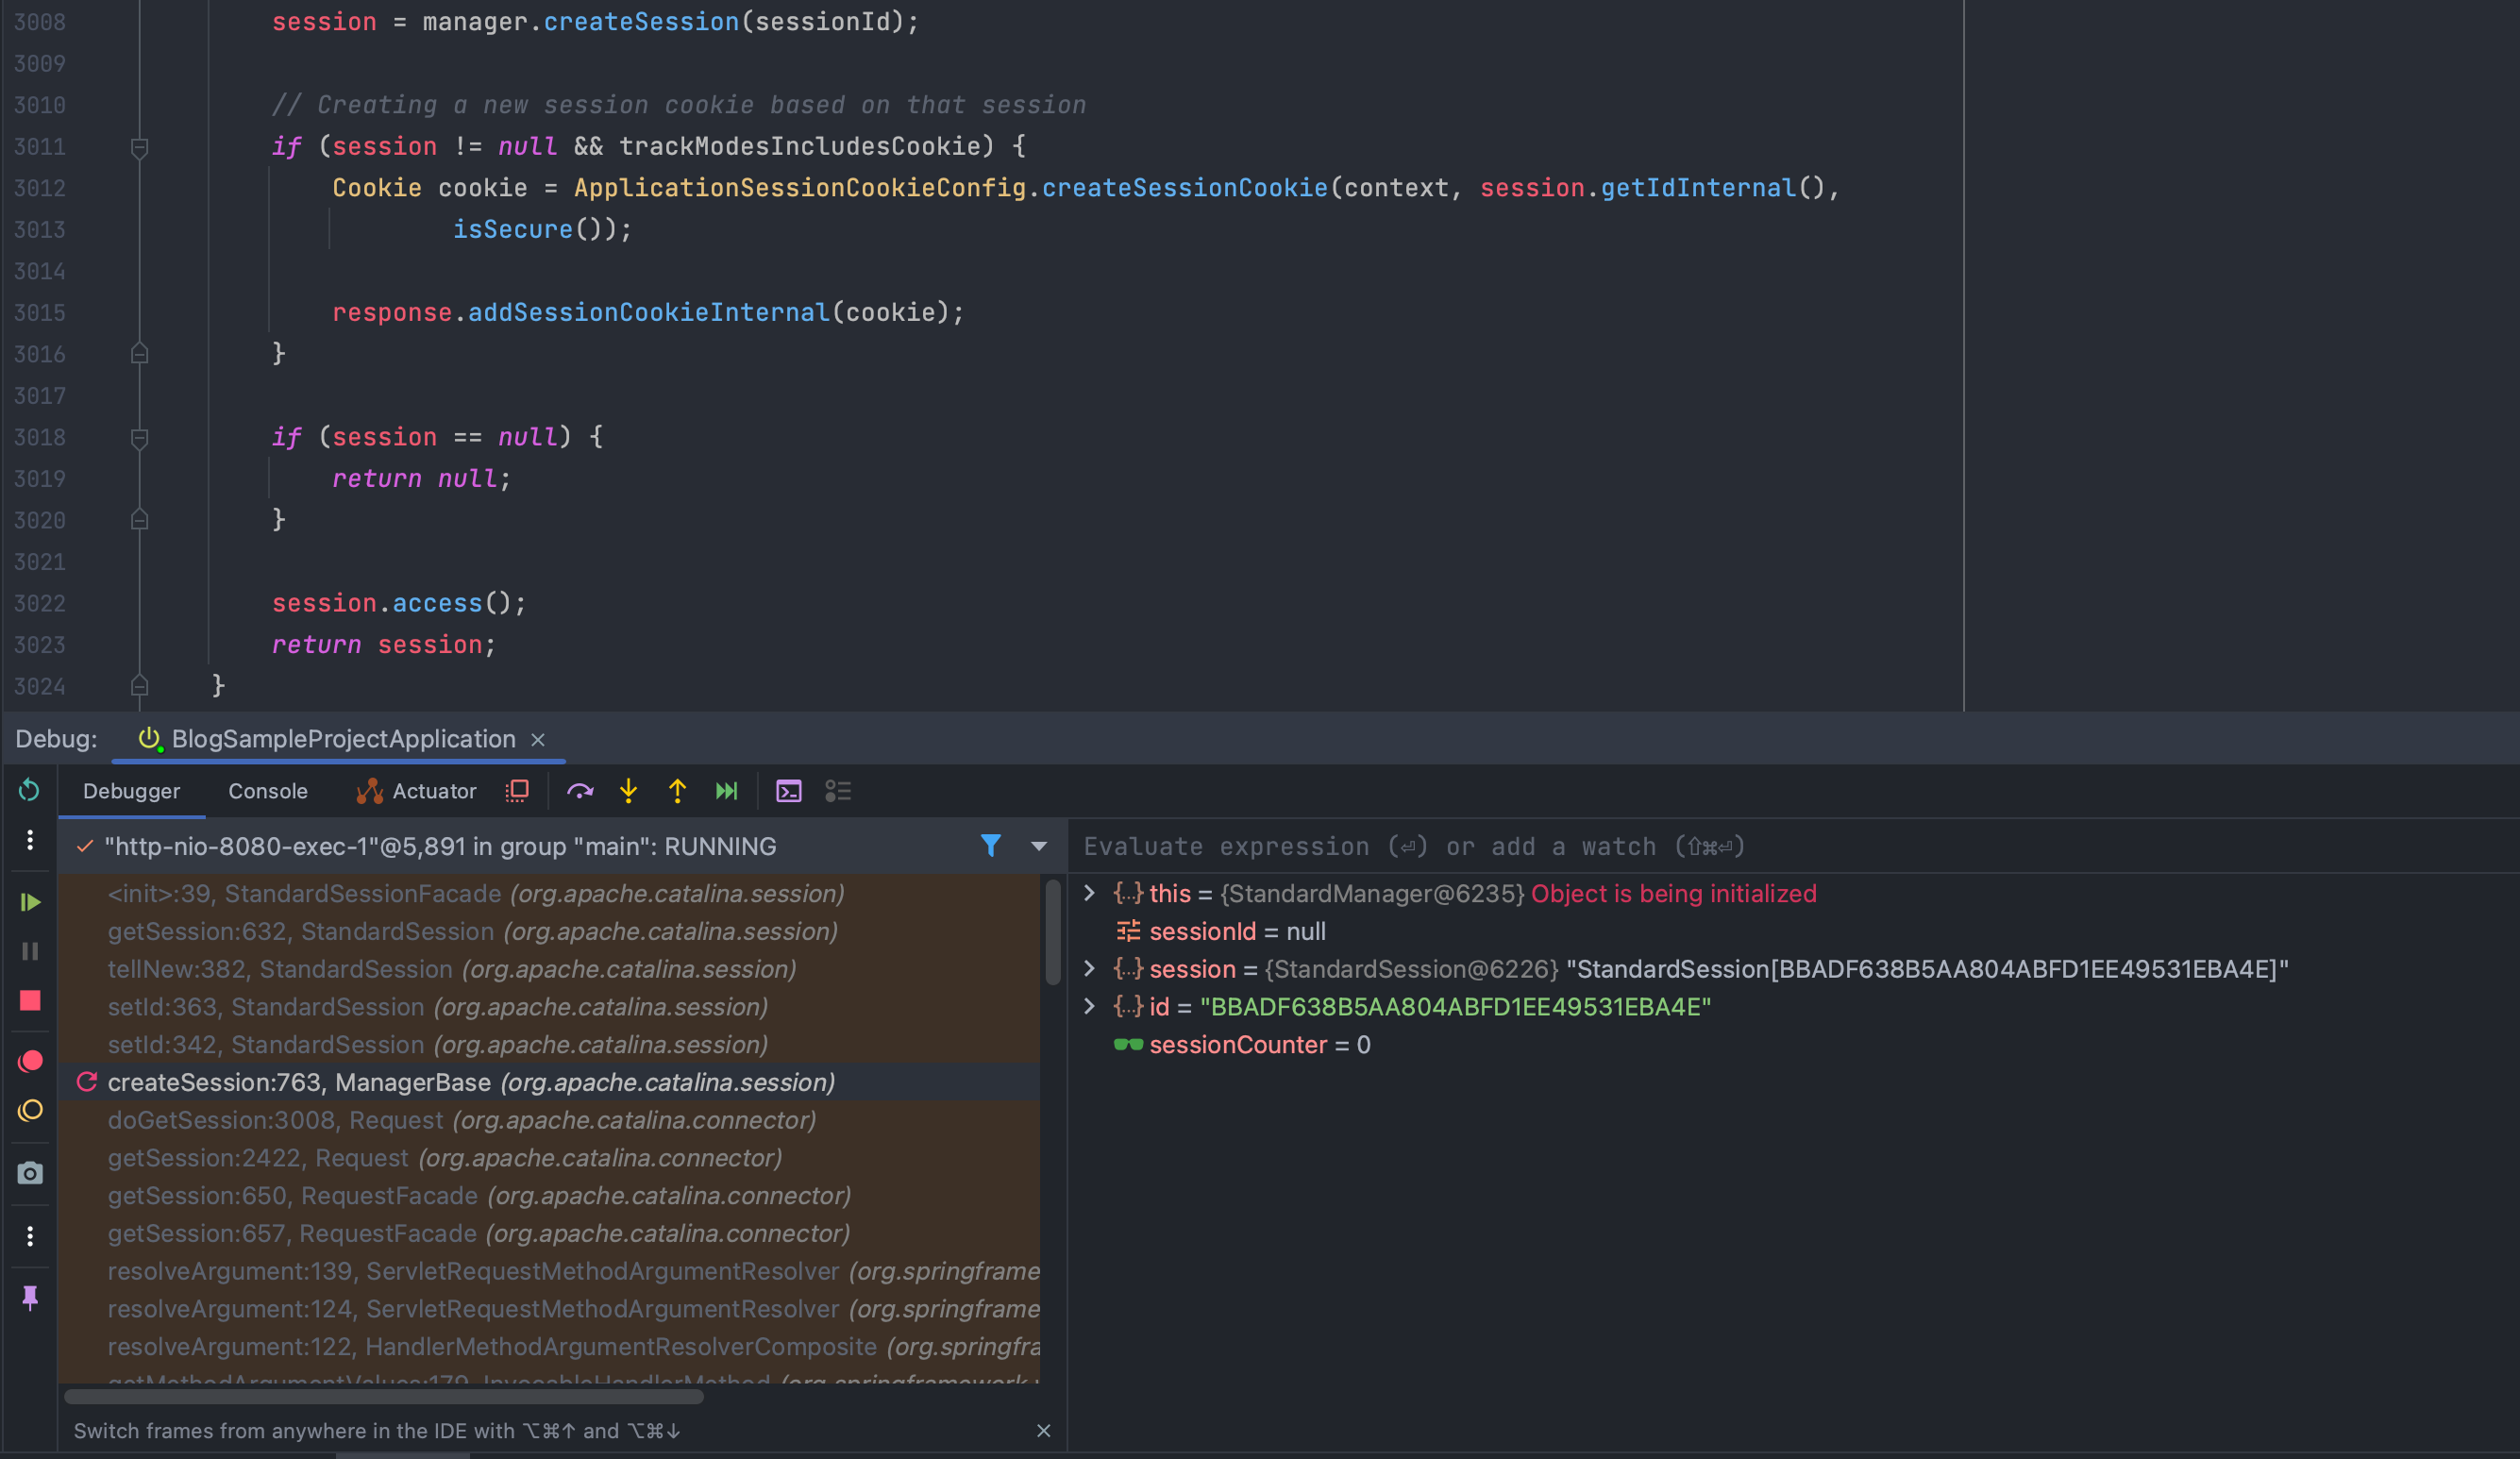 3008 session = manager.createSession(sessionId);
3009
3010 // Creating a new session cookie based on that session
3011 if (session != null && trackModesIncludesCookie) {
3012 Cookie cookie = ApplicationSessionCookieConfig.createSessionCookie(context, session.getIdInternal(),
3013 isSecure());
3014
3015 response.addSessionCookieInternal(cookie);
3016 }
3017
3018 if (session == null) {
3019 return null;
3020 }
3021
3022 session.access();
3023 return session;
3024 }
Debug: BlogSampleProjectApplication ×
Debugger Console Actuator
"http-nio-8080-exec-1"@5,891 in group "main": RUNNING
<init>:39, StandardSessionFacade (org.apache.catalina.session)
getSession:632, StandardSession (org.apache.catalina.session)
tellNew:382, StandardSession (org.apache.catalina.session)
setId:363, StandardSession (org.apache.catalina.session)
setId:342, StandardSession (org.apache.catalina.session)
createSession:763, ManagerBase (org.apache.catalina.session)
doGetSession:3008, Request (org.apache.catalina.connector)
getSession:2422, Request (org.apache.catalina.connector)
getSession:650, RequestFacade (org.apache.catalina.connector)
getSession:657, RequestFacade (org.apache.catalina.connector)
resolveArgument:139, ServletRequestMethodArgumentResolver (org.springframe
resolveArgument:124, ServletRequestMethodArgumentResolver (org.springframe
resolveArgument:122, HandlerMethodArgumentResolverComposite (org.springfra
getMethodArgumentValues:179, InvocableHandlerMethod (org.springframework.
Switch frames from anywhere in the IDE with ⌥⌘↑ and ⌥⌘↓ ×
Evaluate expression (⏎) or add a watch (⇧⌘⏎)
this = {StandardManager@6235} Object is being initialized
sessionId = null
session = {StandardSession@6226} "StandardSession[BBADF638B5AA804ABFD1EE49531EBA4E]"
id = "BBADF638B5AA804ABFD1EE49531EBA4E"
sessionCounter = 0